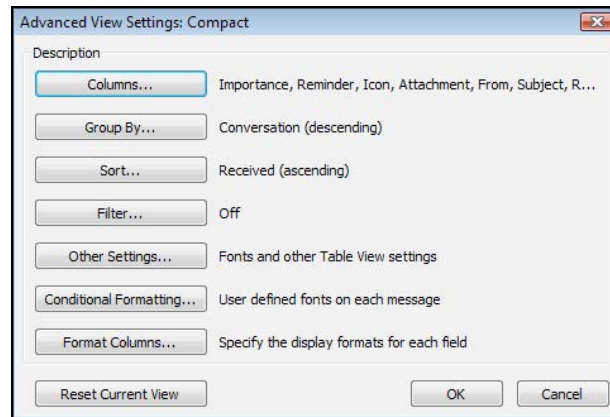 Advanced View Settings: Compact
Description
Columns... Importance, Reminder, Icon, Attachment, From, Subject, R...
Group By... Conversation (descending)
Sort... Received (ascending)
Filter... Off
Other Settings... Fonts and other Table View settings
Conditional Formatting... User defined fonts on each message
Format Columns... Specify the display formats for each field
Reset Current View OK Cancel